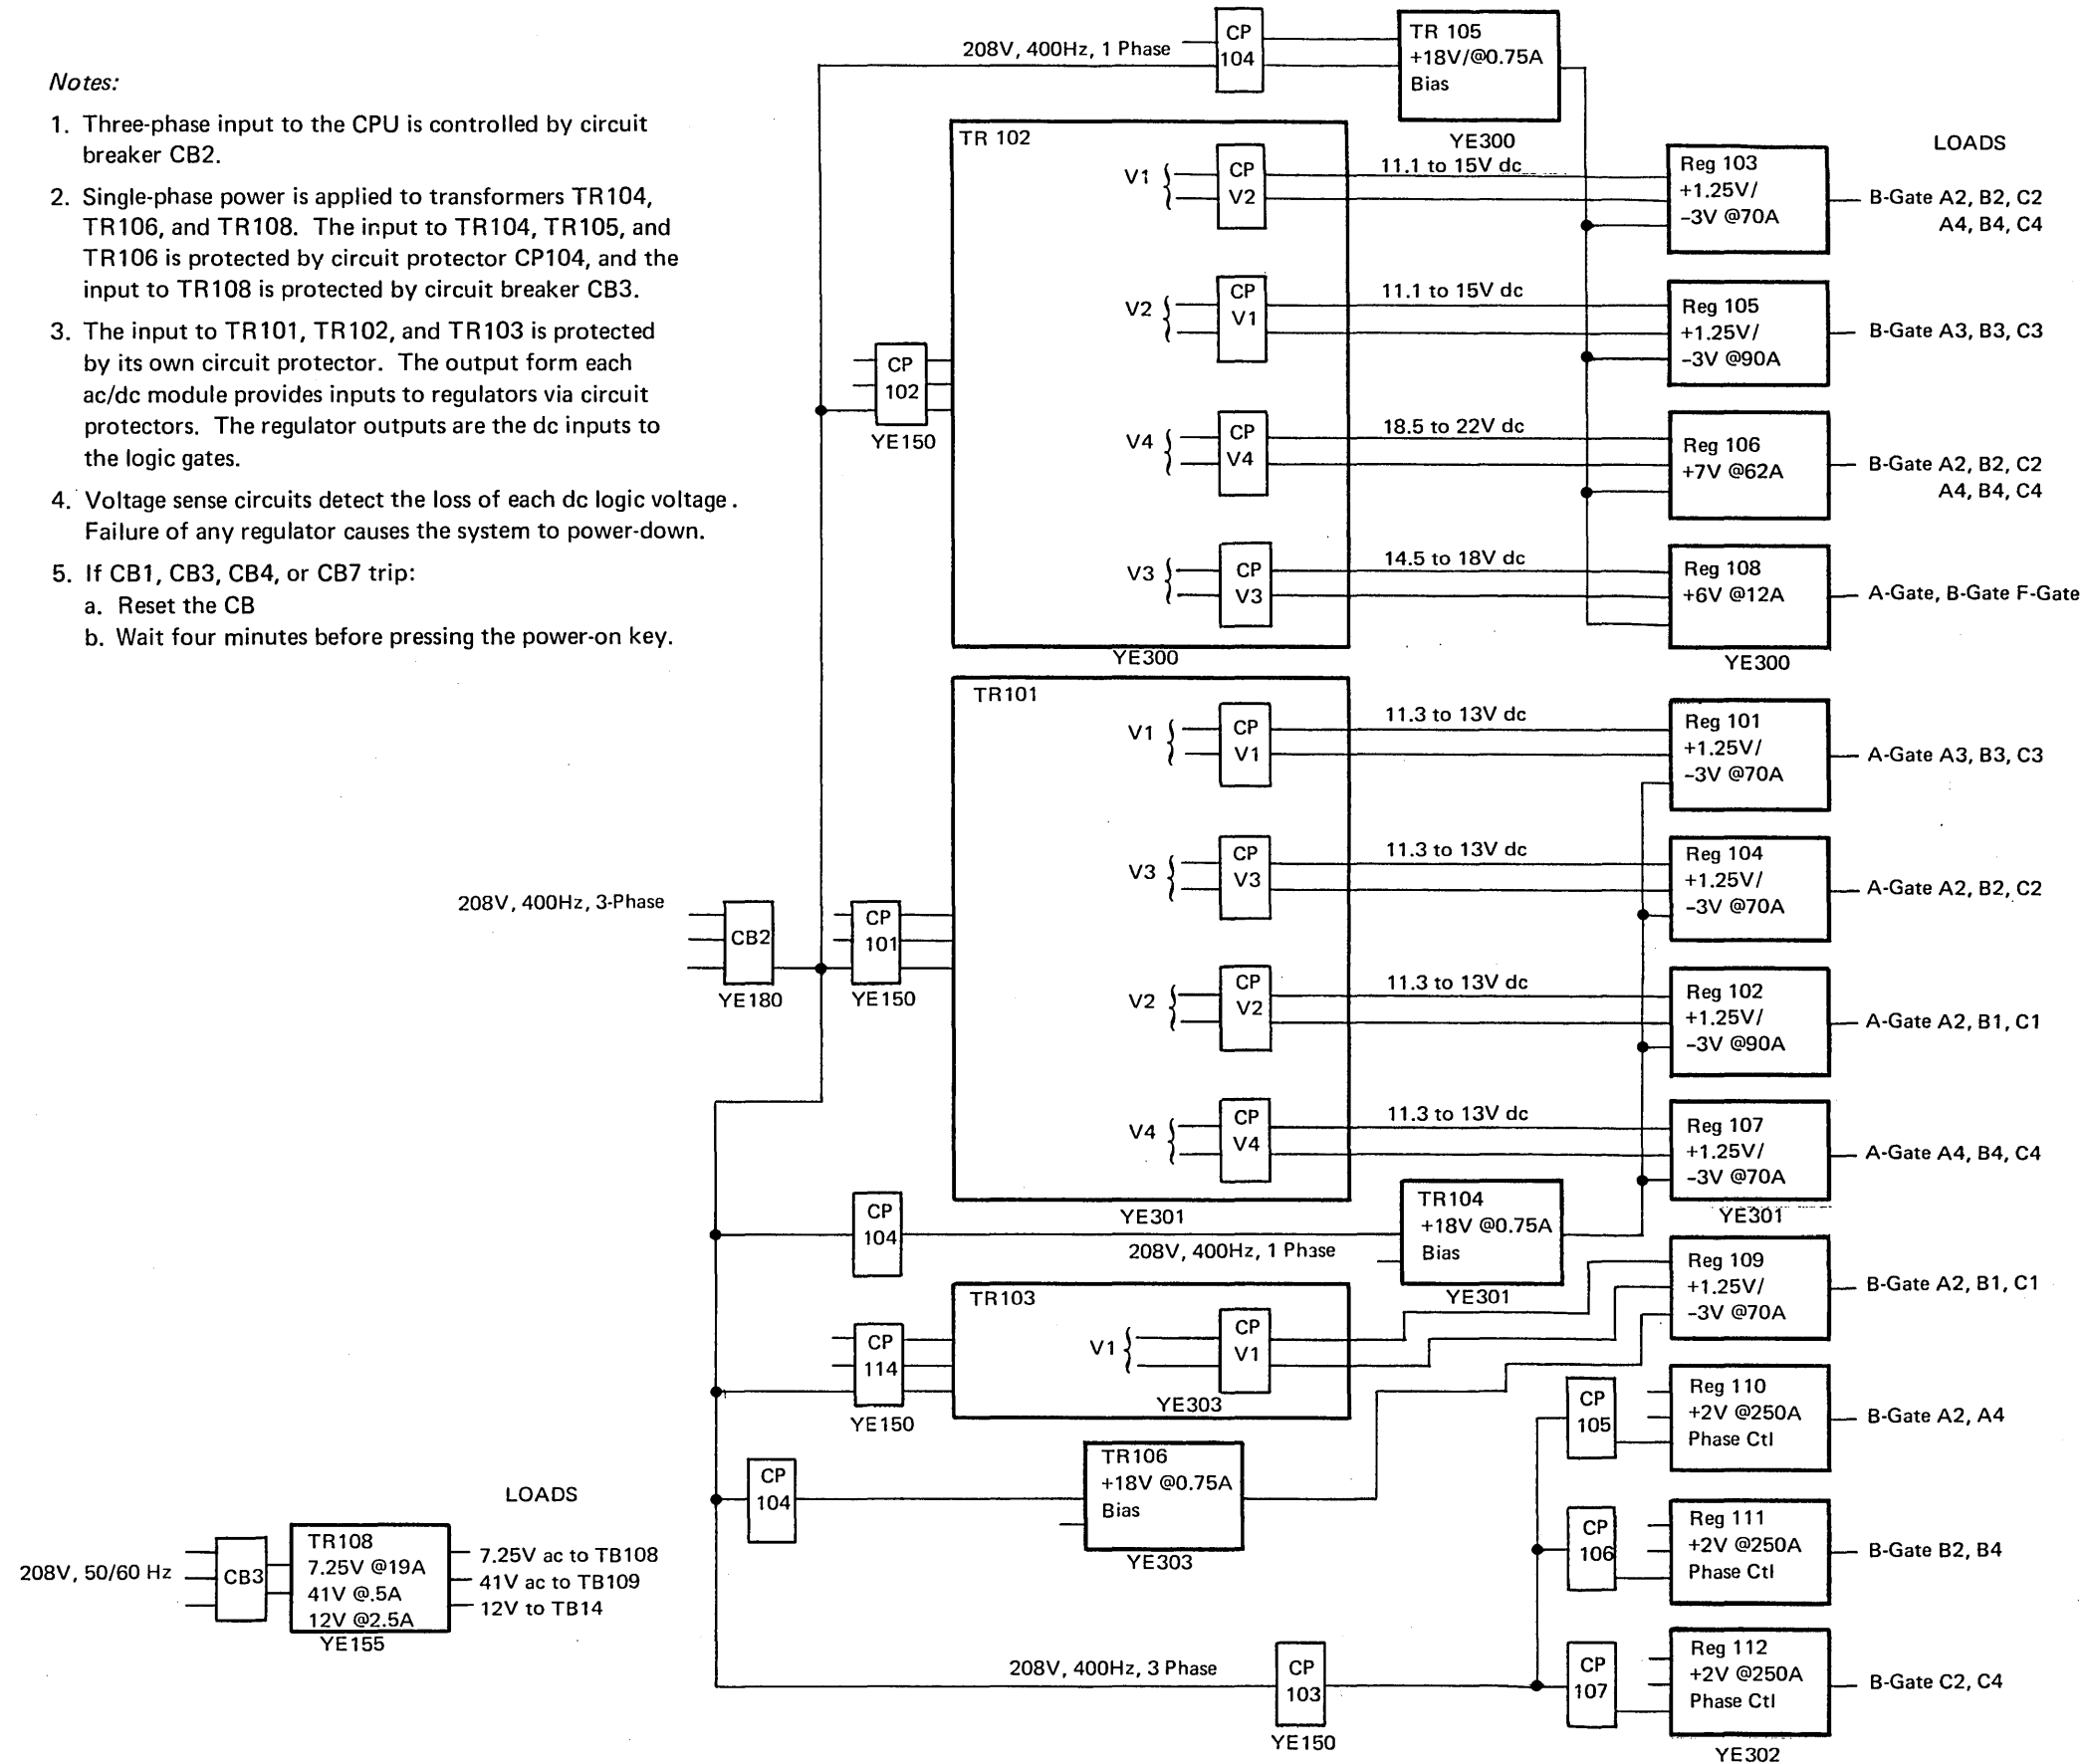 Notes:
1. Three-phase input to the CPU is controlled by circuit
breaker CB2.
2. Single-phase power is applied to transformers TR104,
TR106, and TR108. The input to TR104, TR105, and
TR106 is protected by circuit protector CP104, and the
input to TR108 is protected by circuit breaker CB3.
3. The input to TR101, TR102, and TR103 is protected
by its own circuit protector. The output form each
ac/dc module provides inputs to regulators via circuit
protectors. The regulator outputs are the dc inputs to
the logic gates.
4. Voltage sense circuits detect the loss of each dc logic voltage.
Failure of any regulator causes the system to power-down.
5. If CB1, CB3, CB4, or CB7 trip:
a. Reset the CB
b. Wait four minutes before pressing the power-on key.
208V, 400Hz, 1 Phase
CP
104
TR 105
+18V/@0.75A
Bias
YE300
LOADS
TR 102
V1
CP
V2
11.1 to 15V dc
Reg 103
+1.25V/
-3V @70A
B-Gate A2, B2, C2
A4, B4, C4
V2
CP
V1
11.1 to 15V dc
Reg 105
+1.25V/
-3V @90A
B-Gate A3, B3, C3
CP
102
YE150
V4
CP
V4
18.5 to 22V dc
Reg 106
+7V @62A
B-Gate A2, B2, C2
A4, B4, C4
V3
CP
V3
14.5 to 18V dc
Reg 108
+6V @12A
A-Gate, B-Gate F-Gate
YE300
YE300
TR101
V1
CP
V1
11.3 to 13V dc
Reg 101
+1.25V/
-3V @70A
A-Gate A3, B3, C3
V3
CP
V3
11.3 to 13V dc
Reg 104
+1.25V/
-3V @70A
A-Gate A2, B2, C2
208V, 400Hz, 3-Phase
CB2
YE180
CP
101
YE150
V2
CP
V2
11.3 to 13V dc
Reg 102
+1.25V/
-3V @90A
A-Gate A2, B1, C1
V4
CP
V4
11.3 to 13V dc
Reg 107
+1.25V/
-3V @70A
A-Gate A4, B4, C4
YE301
YE301
CP
104
208V, 400Hz, 1 Phase
TR104
+18V @0.75A
Bias
YE301
Reg 109
+1.25V/
-3V @70A
B-Gate A2, B1, C1
TR103
CP
114
YE150
V1
CP
V1
YE303
CP
105
Reg 110
+2V @250A
Phase Ctl
B-Gate A2, A4
CP
104
TR106
+18V @0.75A
Bias
YE303
CP
106
Reg 111
+2V @250A
Phase Ctl
B-Gate B2, B4
LOADS
208V, 50/60 Hz
CB3
TR108
7.25V @19A
41V @.5A
12V @2.5A
YE155
7.25V ac to TB108
41V ac to TB109
12V to TB14
208V, 400Hz, 3 Phase
CP
103
YE150
CP
107
Reg 112
+2V @250A
Phase Ctl
B-Gate C2, C4
YE302